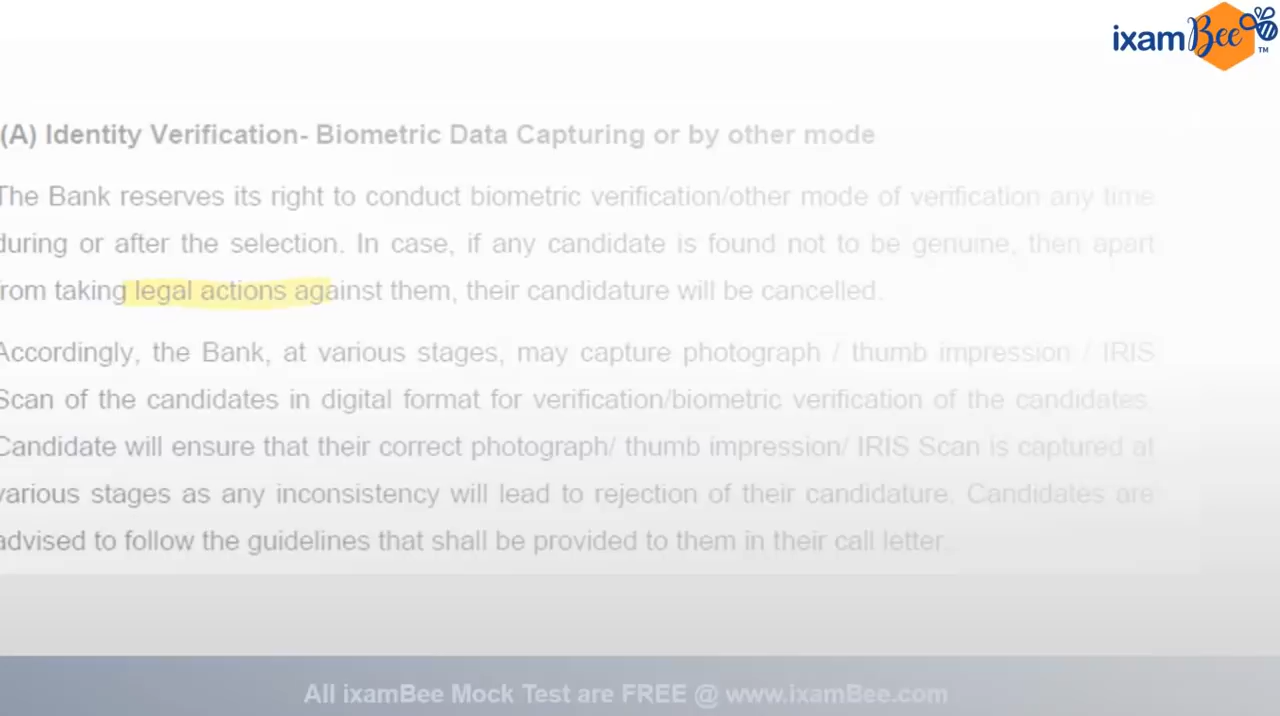 ixamBee™
(A) Identity Verification- Biometric Data Capturing or by other mode
The Bank reserves its right to conduct biometric verification/other mode of verification any time
during or after the selection. In case, if any candidate is found not to be genuine, then apart
from taking legal actions against them, their candidature will be cancelled.
Accordingly, the Bank, at various stages, may capture photograph / thumb impression / IRIS
Scan of the candidates in digital format for verification/biometric verification of the candidates.
Candidate will ensure that their correct photograph/ thumb impression/ IRIS Scan is captured at
various stages as any inconsistency will lead to rejection of their candidature. Candidates are
advised to follow the guidelines that shall be provided to them in their call letter.
All ixamBee Mock Test are FREE @ www.ixamBee.com